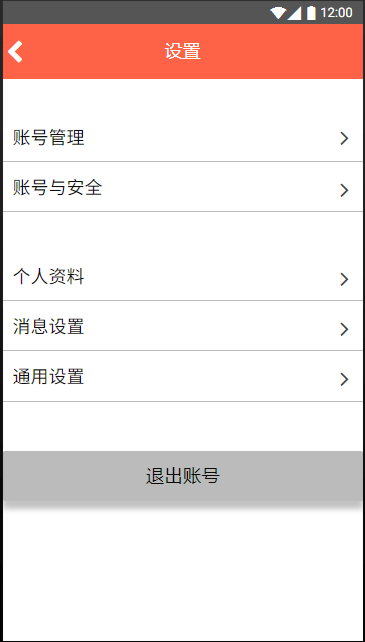 12:00
设置
账号管理
账号与安全
个人资料
消息设置
通用设置
退出账号